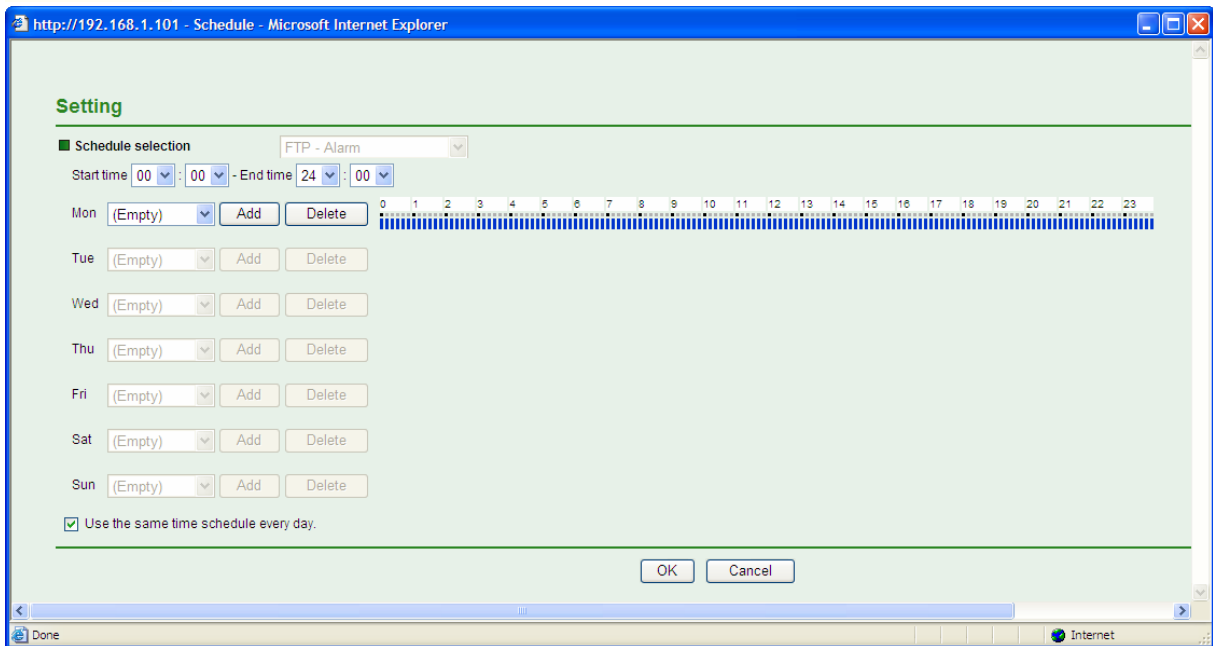 http://192.168.1.101 - Schedule - Microsoft Internet Explorer
Setting
Schedule selection FTP - Alarm
Start time 00 : 00 - End time 24 : 00
0 1 2 3 4 5 6 7 8 9 10 11 12 13 14 15 16 17 18 19 20 21 22 23
Mon (Empty) Add Delete
Tue (Empty) Add Delete
Wed (Empty) Add Delete
Thu (Empty) Add Delete
Fri (Empty) Add Delete
Sat (Empty) Add Delete
Sun (Empty) Add Delete
Use the same time schedule every day.
OK Cancel
Done Internet